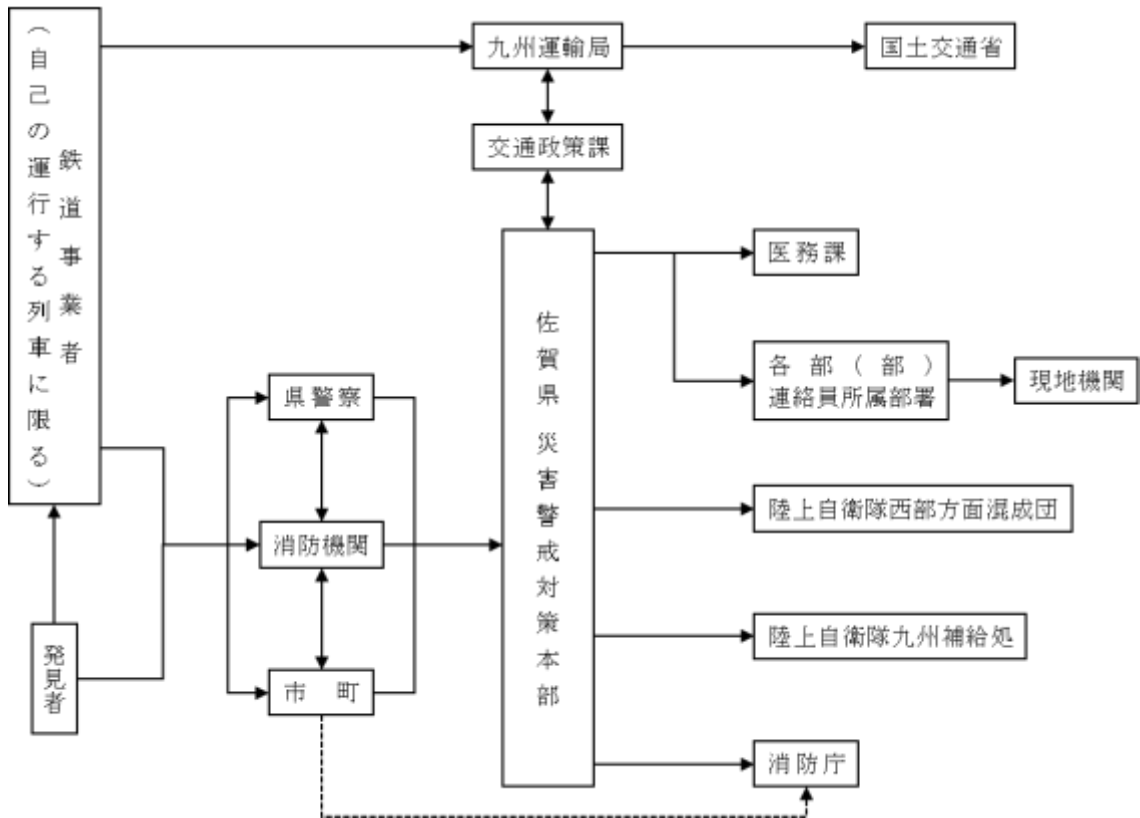 鉄道事業者
（自己の運行する列車に限る）
九州運輸局
国土交通省
交通政策課
医務課
各部（部）
連絡員所属部署
現地機関
県警察
消防機関
市町
発見者
佐賀県 災害警戒対策本部
陸上自衛隊西部方面混成団
陸上自衛隊九州補給処
消防庁